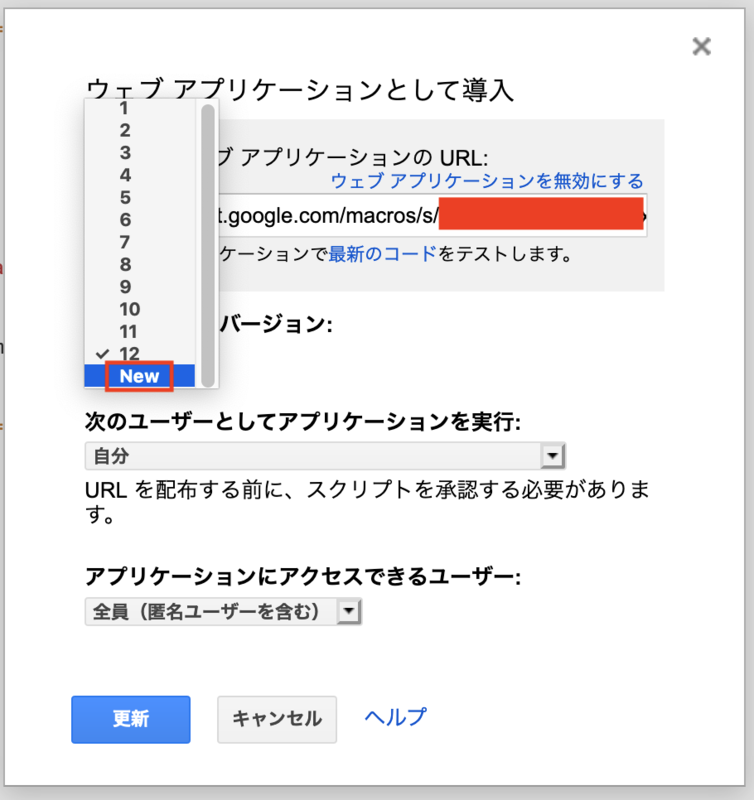 ウェブ アプリケーションとして導入
1
2
3
4
5
6
7
8
9
10
11
12
New
ブ アプリケーションの URL:
ウェブ アプリケーションを無効にする
t.google.com/macros/s/
ケーションで最新のコードをテストします。
バージョン:
次のユーザーとしてアプリケーションを実行:
自分
URL を配布する前に、スクリプトを承認する必要がありま
す。
アプリケーションにアクセスできるユーザー:
全員（匿名ユーザーを含む）
更新
キャンセル
ヘルプ